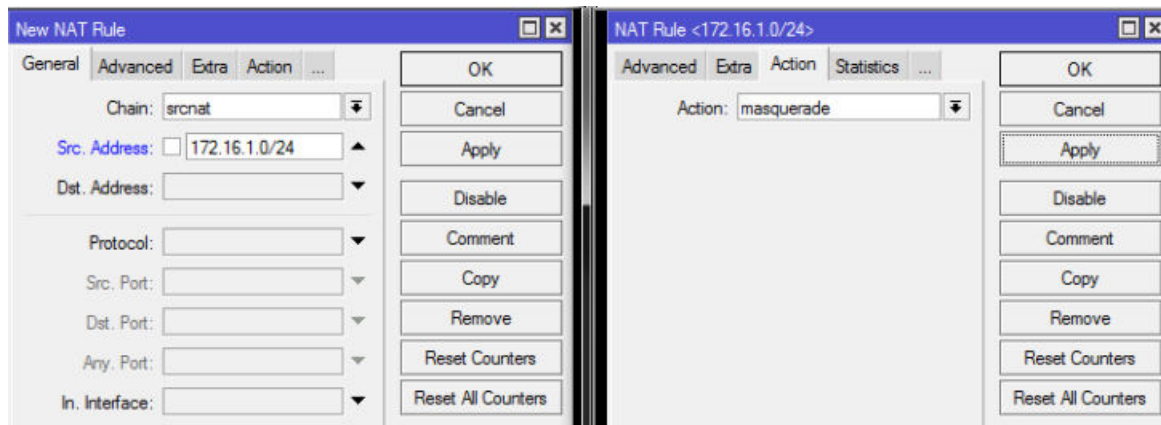 New NAT Rule
General Advanced Extra Action ...
Chain: srcnat
Src. Address: 172.16.1.0/24
Dst. Address:
Protocol:
Src. Port:
Dst. Port:
Any. Port:
In. Interface:
OK
Cancel
Apply
Disable
Comment
Copy
Remove
Reset Counters
Reset All Counters
NAT Rule <172.16.1.0/24>
Advanced Extra Action Statistics ...
Action: masquerade
OK
Cancel
Apply
Disable
Comment
Copy
Remove
Reset Counters
Reset All Counters